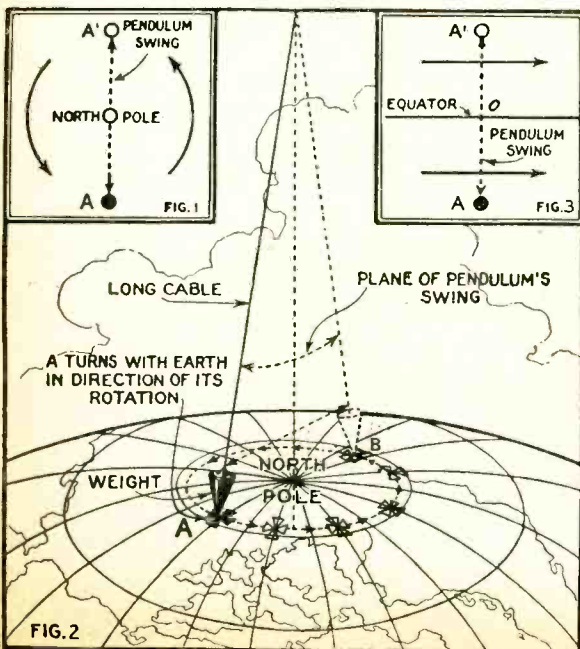 A'
PENDULUM
SWING
NORTH
POLE
A
FIG.1
A'
EQUATOR
O
PENDULUM
SWING
A
FIG.3
LONG CABLE
PLANE OF PENDULUM'S
SWING
A TURNS WITH EARTH
IN DIRECTION OF ITS
ROTATION
B
NORTH
POLE
WEIGHT
A
FIG.2